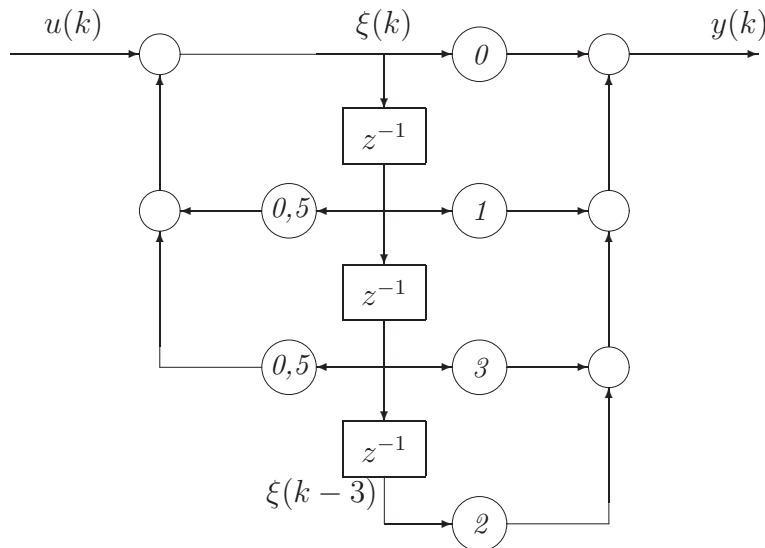 u(k) ξ(k) y(k)
0
z⁻¹
0,5 1
z⁻¹
0,5 3
z⁻¹
ξ(k − 3)
2